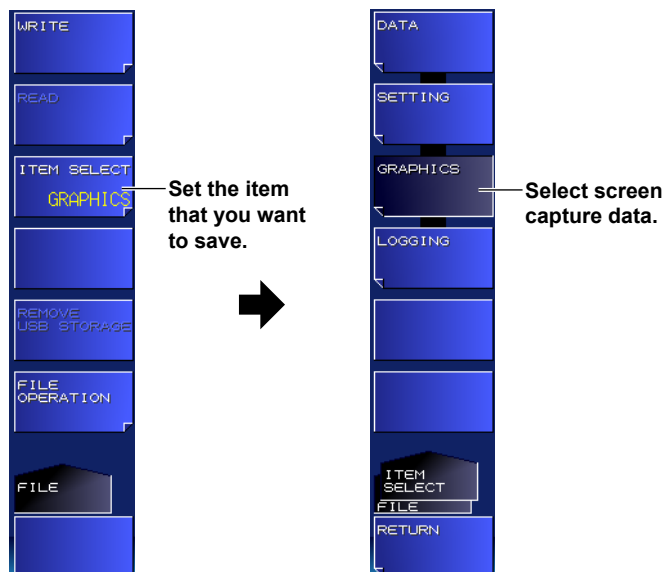 WRITE
READ
ITEM SELECT
GRAPHICS
REMOVE
USB STORAGE
FILE
OPERATION
FILE
Set the item
that you want
to save.
DATA
SETTING
GRAPHICS
LOGGING
ITEM
SELECT
FILE
RETURN
Select screen
capture data.